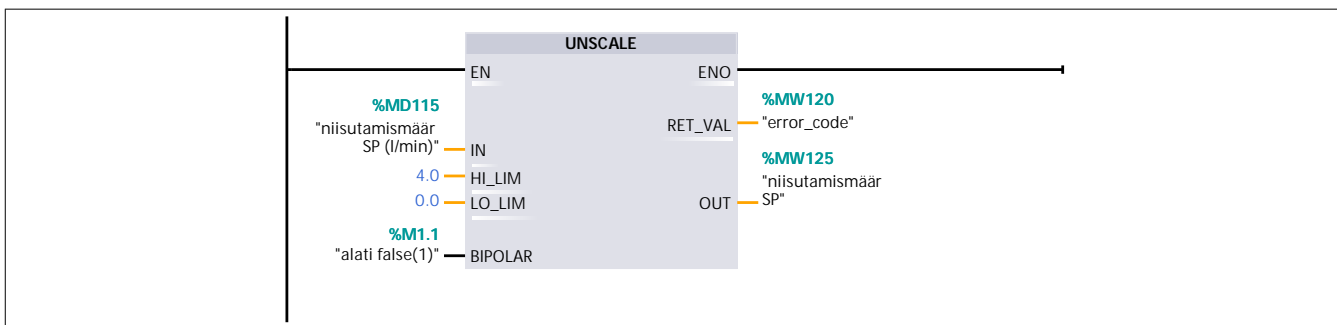 UNSCALE
EN
ENO
%MD115
"niisutamismäär
SP (l/min)"
IN
4.0
HI_LIM
0.0
LO_LIM
%M1.1
"alati false(1)"
BIPOLAR
%MW120
RET_VAL
"error_code"
%MW125
"niisutamismäär
OUT
SP"